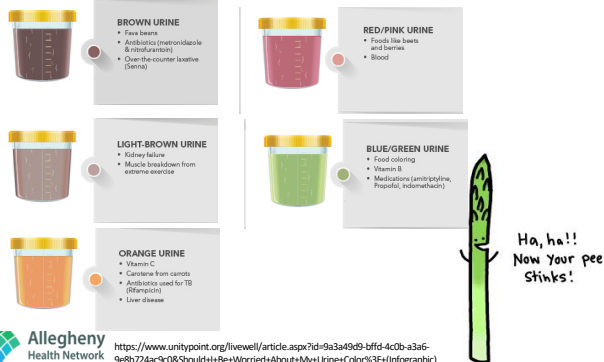 BROWN URINE
• Fava beans
• Antibiotics (metronidazole
& nitrofurantoin)
• Over-the-counter laxative
(Senna)
RED/PINK URINE
• Foods like beets
and berries
• Blood
LIGHT-BROWN URINE
• Kidney failure
• Muscle breakdown from
extreme exercise
BLUE/GREEN URINE
• Food coloring
• Vitamin B
• Medications (amitriptyline,
Propofol, indomethacin)
ORANGE URINE
• Vitamin C
• Carotene from carrots
• Antibiotics used for TB
(Rifampicin)
• Liver disease
Ha, ha!!
Now Your pee
Stinks!
Allegheny
Health Network
https://www.unitypoint.org/livewell/article.aspx?id=9a3a49d9-bffd-4c0b-a3a6-
9e8b724ac9c0&Should+I+Be+Worried+About+My+Urine+Color%3F+(Infographic)